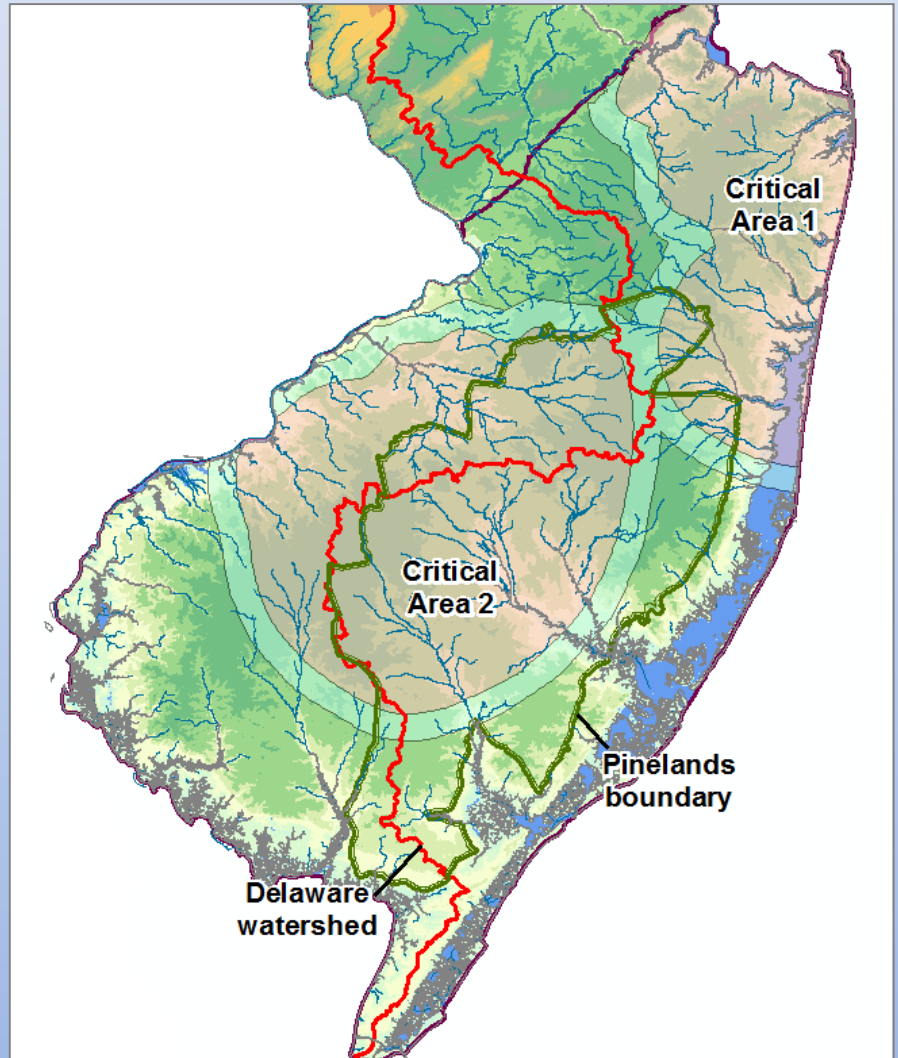 Critical
Area 1
Critical
Area 2
Pinelands
boundary
Delaware
watershed